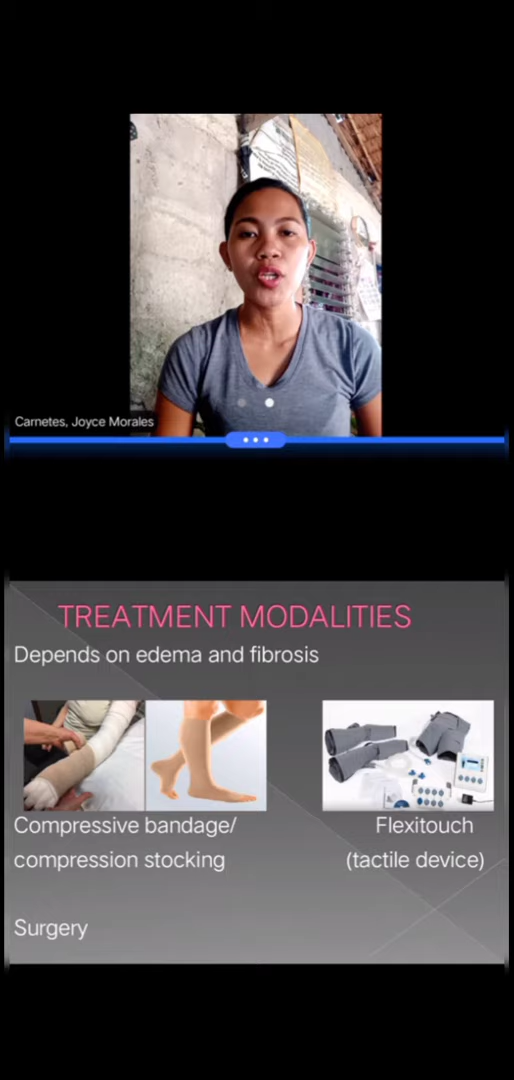 Carnetes, Joyce Morales
TREATMENT MODALITIES
Depends on edema and fibrosis
Compressive bandage/
compression stocking
Flexitouch
(tactile device)
Surgery